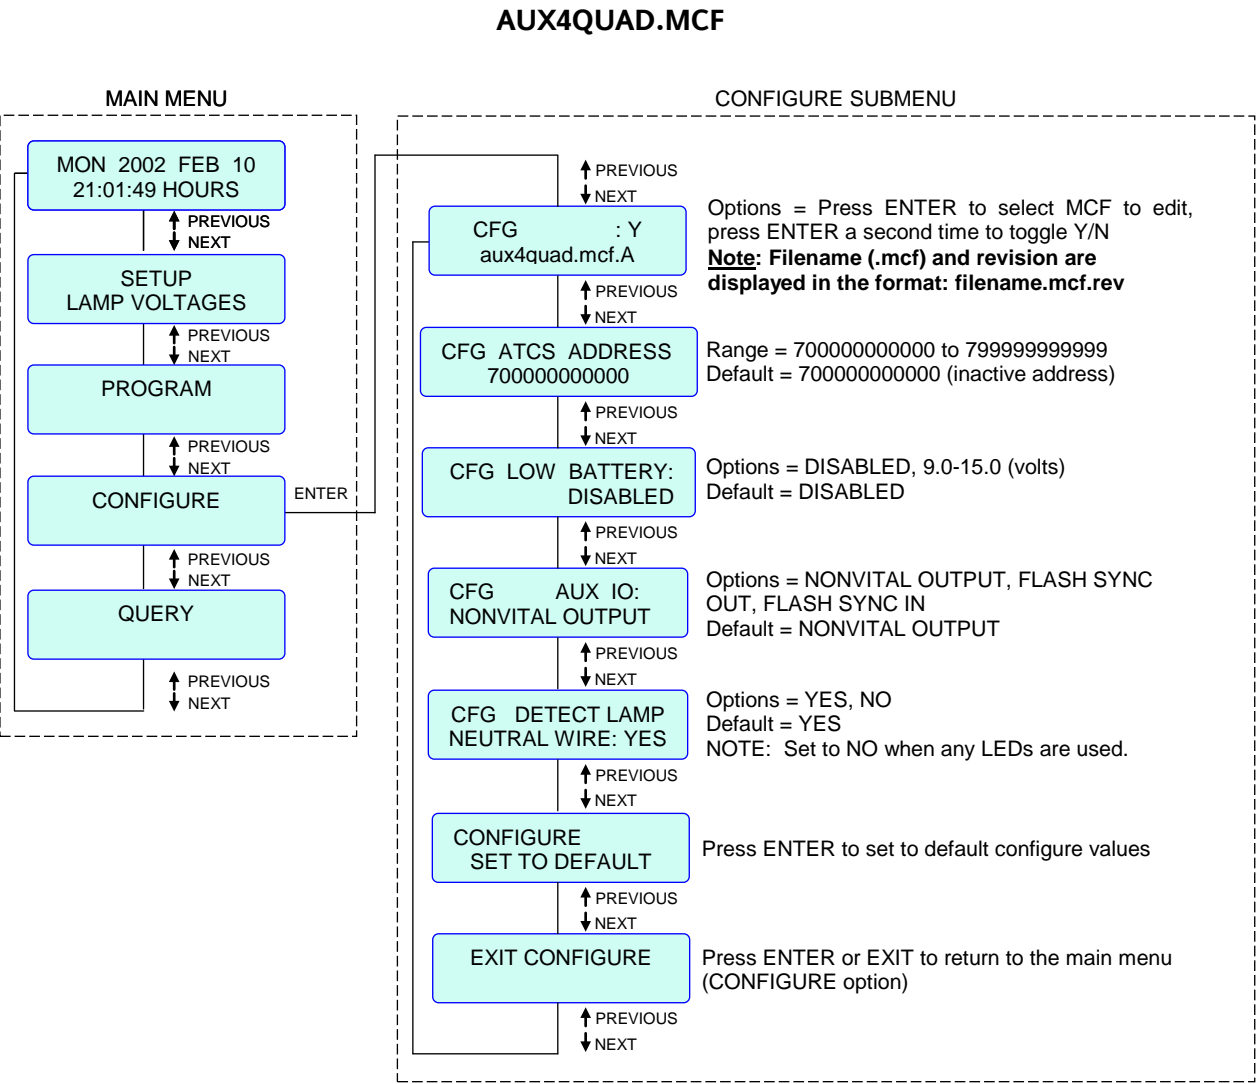 AUX4QUAD.MCF
MAIN MENU
MON 2002 FEB 10
21:01:49 HOURS
PREVIOUS
NEXT
SETUP
LAMP VOLTAGES
PREVIOUS
NEXT
PROGRAM
PREVIOUS
NEXT
CONFIGURE
ENTER
PREVIOUS
NEXT
QUERY
PREVIOUS
NEXT
CONFIGURE SUBMENU
PREVIOUS
NEXT
CFG : Y
aux4quad.mcf.A
Options = Press ENTER to select MCF to edit,
press ENTER a second time to toggle Y/N
Note: Filename (.mcf) and revision are
displayed in the format: filename.mcf.rev
PREVIOUS
NEXT
CFG ATCS ADDRESS
700000000000
Range = 700000000000 to 799999999999
Default = 700000000000 (inactive address)
PREVIOUS
NEXT
CFG LOW BATTERY:
DISABLED
Options = DISABLED, 9.0-15.0 (volts)
Default = DISABLED
PREVIOUS
NEXT
CFG AUX IO:
NONVITAL OUTPUT
Options = NONVITAL OUTPUT, FLASH SYNC
OUT, FLASH SYNC IN
Default = NONVITAL OUTPUT
PREVIOUS
NEXT
CFG DETECT LAMP
NEUTRAL WIRE: YES
Options = YES, NO
Default = YES
NOTE: Set to NO when any LEDs are used.
PREVIOUS
NEXT
CONFIGURE
SET TO DEFAULT
Press ENTER to set to default configure values
PREVIOUS
NEXT
EXIT CONFIGURE
Press ENTER or EXIT to return to the main menu
(CONFIGURE option)
PREVIOUS
NEXT